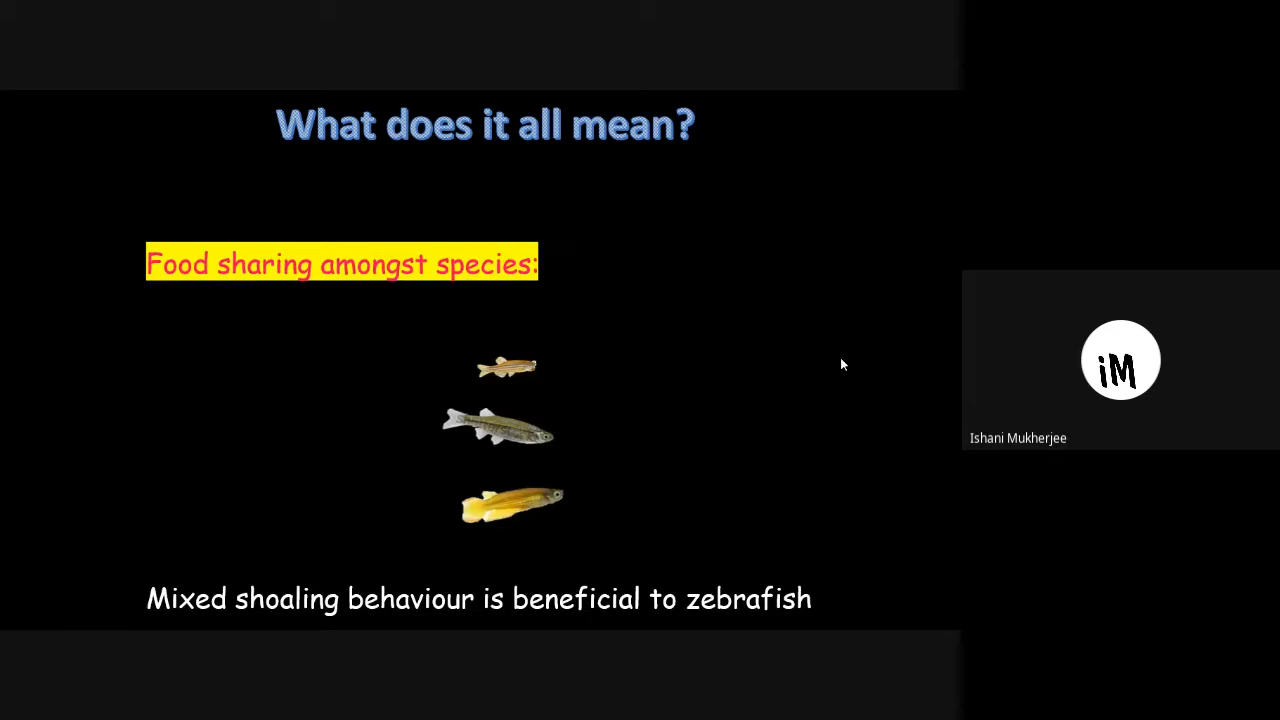 What does it all mean?
Food sharing amongst species:
iM
Ishani Mukherjee
Mixed shoaling behaviour is beneficial to zebrafish